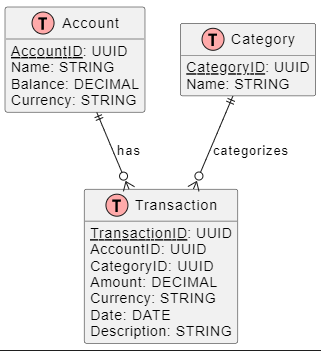 T Account
AccountID: UUID
Name: STRING
Balance: DECIMAL
Currency: STRING
T Category
CategoryID: UUID
Name: STRING
has
categorizes
T Transaction
TransactionID: UUID
AccountID: UUID
CategoryID: UUID
Amount: DECIMAL
Currency: STRING
Date: DATE
Description: STRING